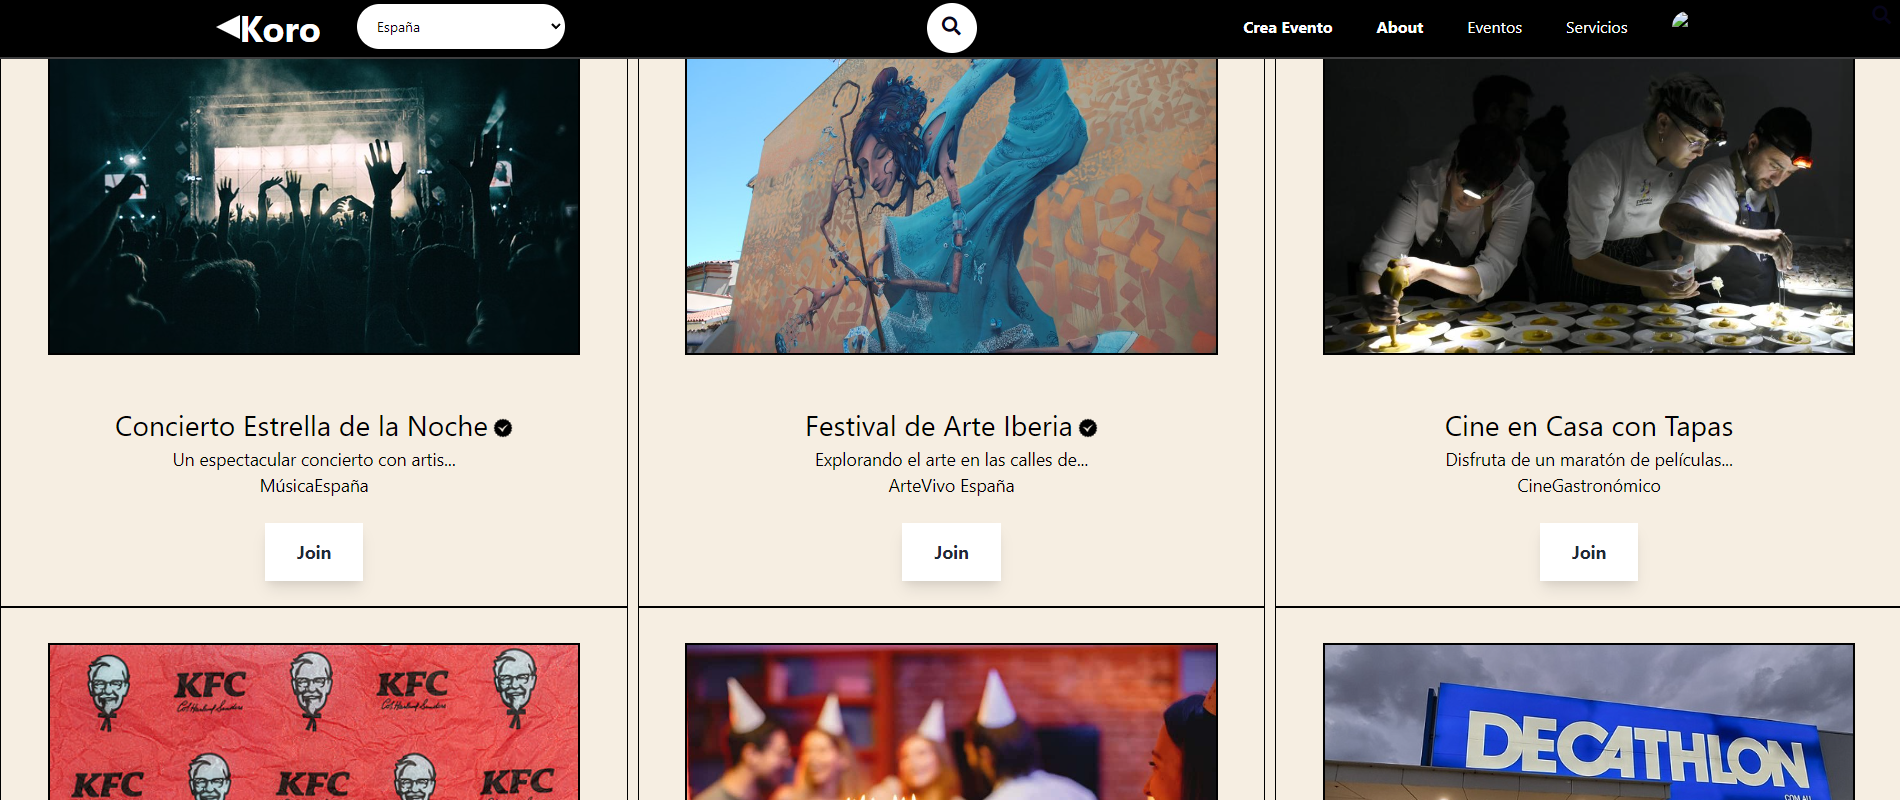 Koro
España
Crea Evento
About
Eventos
Servicios
Concierto Estrella de la Noche
Un espectacular concierto con artis...
MúsicaEspaña
Join
Festival de Arte Iberia
Explorando el arte en las calles de...
ArteVivo España
Join
Cine en Casa con Tapas
Disfruta de un maratón de películas...
CineGastronómico
Join
KFC
KFC
KFC
KFC
KFC
DECATHLON
.COM.AU